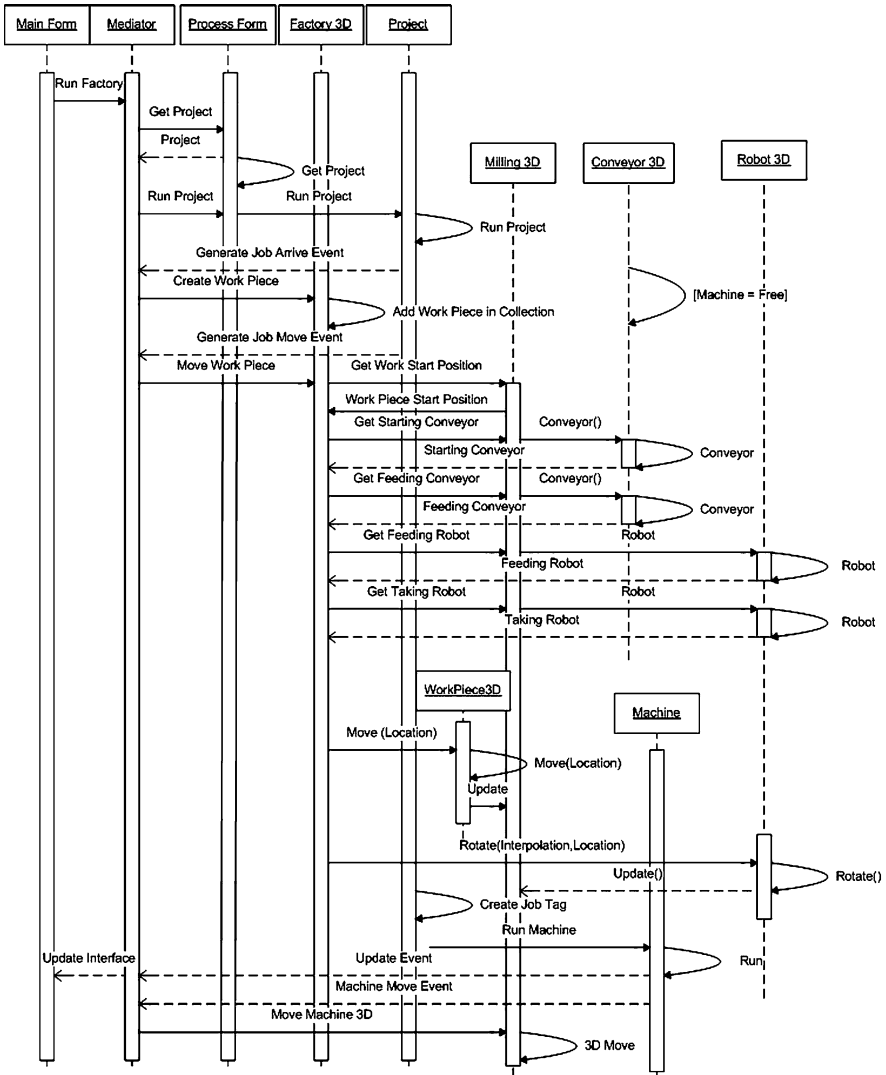 Main Form
Mediator
Process Form
Factory 3D
Project
Run Factory
Get Project
Project
Get Project
Milling 3D
Conveyor 3D
Robot 3D
Run Project
Run Project
Run Project
Generate Job Arrive Event
Create Work Piece
[Machine = Free]
Add Work Piece in Collection
Generate Job Move Event
Move Work Piece
Get Work Start Position
Work Piece Start Position
Get Starting Conveyor
Conveyor()
Starting Conveyor
Conveyor
Get Feeding Conveyor
Conveyor()
Feeding Conveyor
Conveyor
Get Feeding Robot
Robot
Feeding Robot
Robot
Get Taking Robot
Robot
Taking Robot
Robot
WorkPiece3D
Machine
Move (Location)
Move(Location)
Update
Rotate(Interpolation,Location)
Update()
Rotate()
Create Job Tag
Run Machine
Update Interface
Update Event
Run
Machine Move Event
Move Machine 3D
3D Move